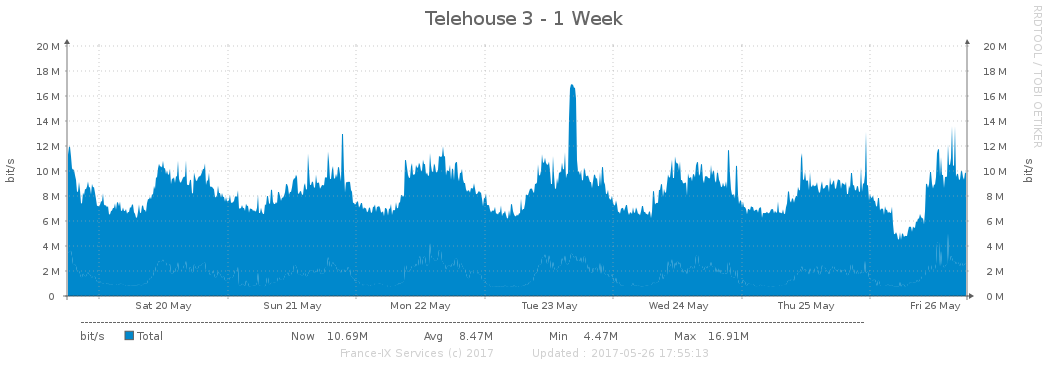 Telehouse 3 - 1 Week
RRDTOOL / TOBI OETIKER
20 M 20 M
18 M 18 M
16 M 16 M
14 M 14 M
12 M 12 M
10 M 10 M
8 M 8 M
6 M 6 M
4 M 4 M
2 M 2 M
0 0 M
bit/s bit/s
Sat 20 May Sun 21 May Mon 22 May Tue 23 May Wed 24 May Thu 25 May Fri 26 May
bit/s Total Now 10.69M Avg 8.47M Min 4.47M Max 16.91M
France-IX Services (c) 2017 Updated : 2017-05-26 17:55:13